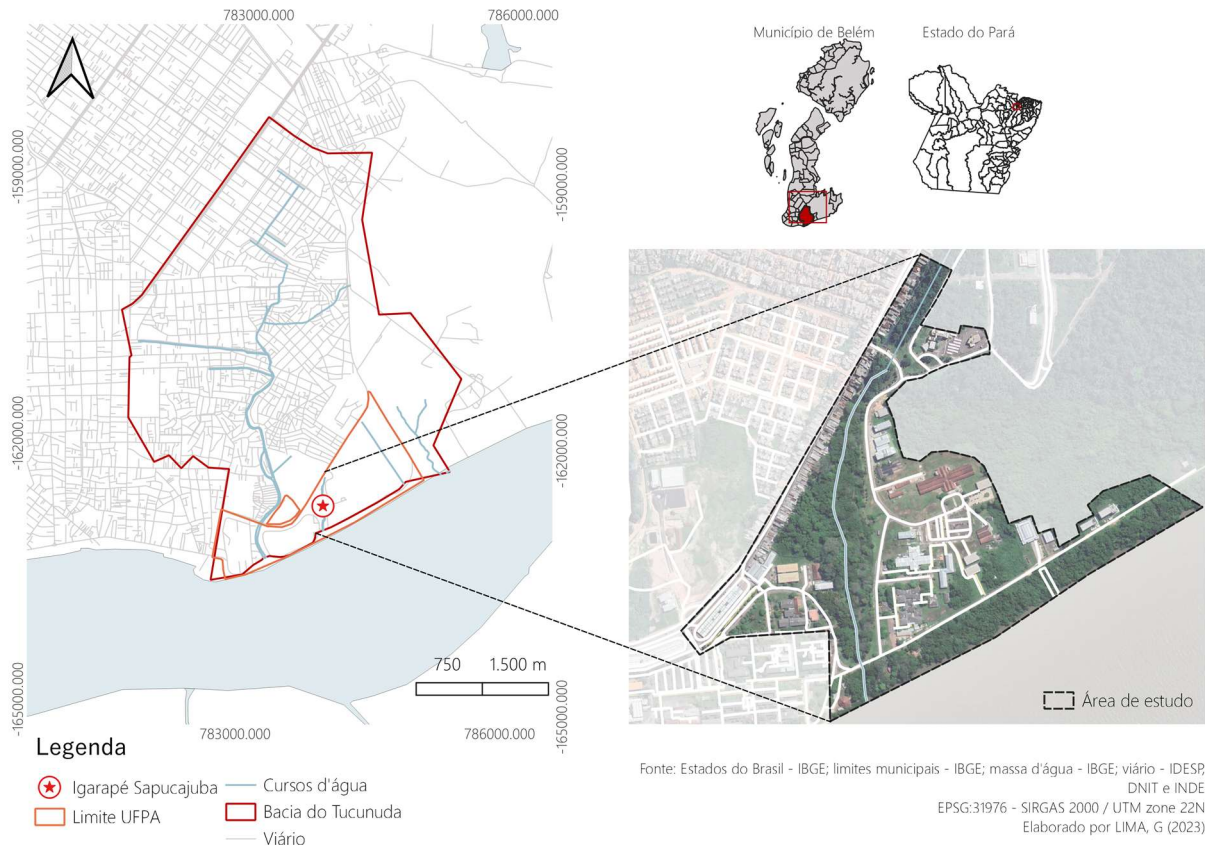 783000.000
786000.000
-159000.000
-159000.000
-162000.000
-162000.000
-165000.000
-165000.000
750
1.500 m
783000.000
786000.000
Município de Belém
Estado do Pará
Área de estudo
Legenda
Igarapé Sapucajuba
Limite UFPA
Cursos d'água
Bacia do Tucunuda
Viário
Fonte: Estados do Brasil - IBGE; limites municipais - IBGE; massa d'água - IBGE; viário - IDESP,
DNIT e INDE
EPSG:31976 - SIRGAS 2000 / UTM zone 22N
Elaborado por LIMA, G (2023)